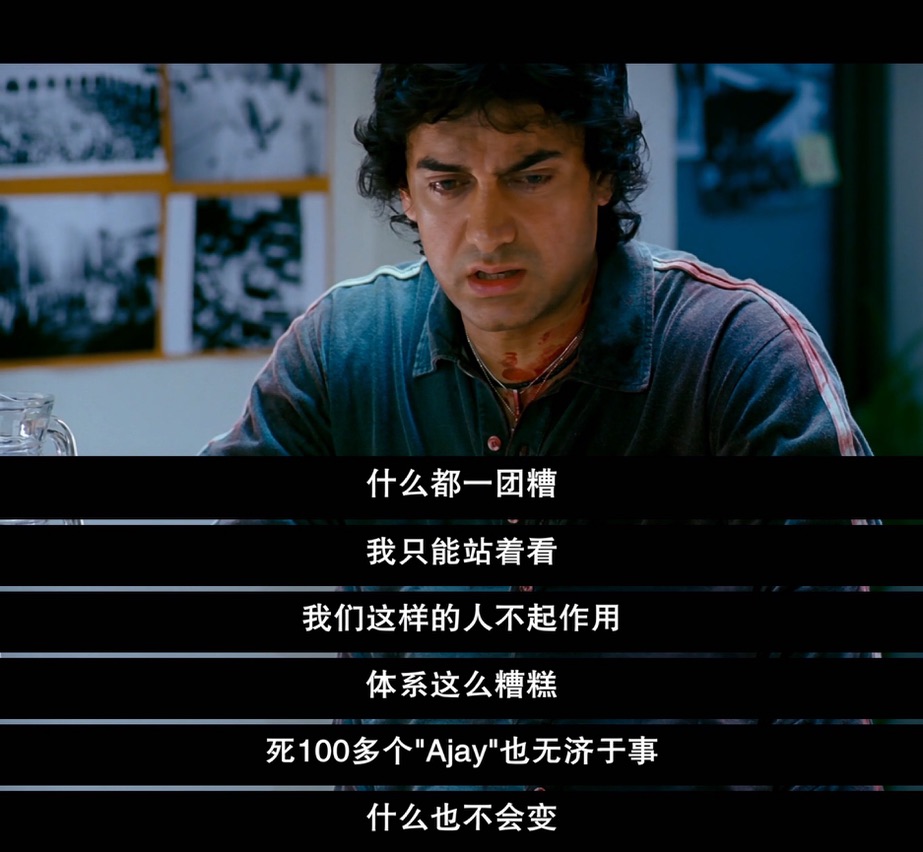 什么都一团糟
我只能站着看
我们这样的人不起作用
体系这么糟糕
死100多个"Ajay"也无济于事
什么也不会变